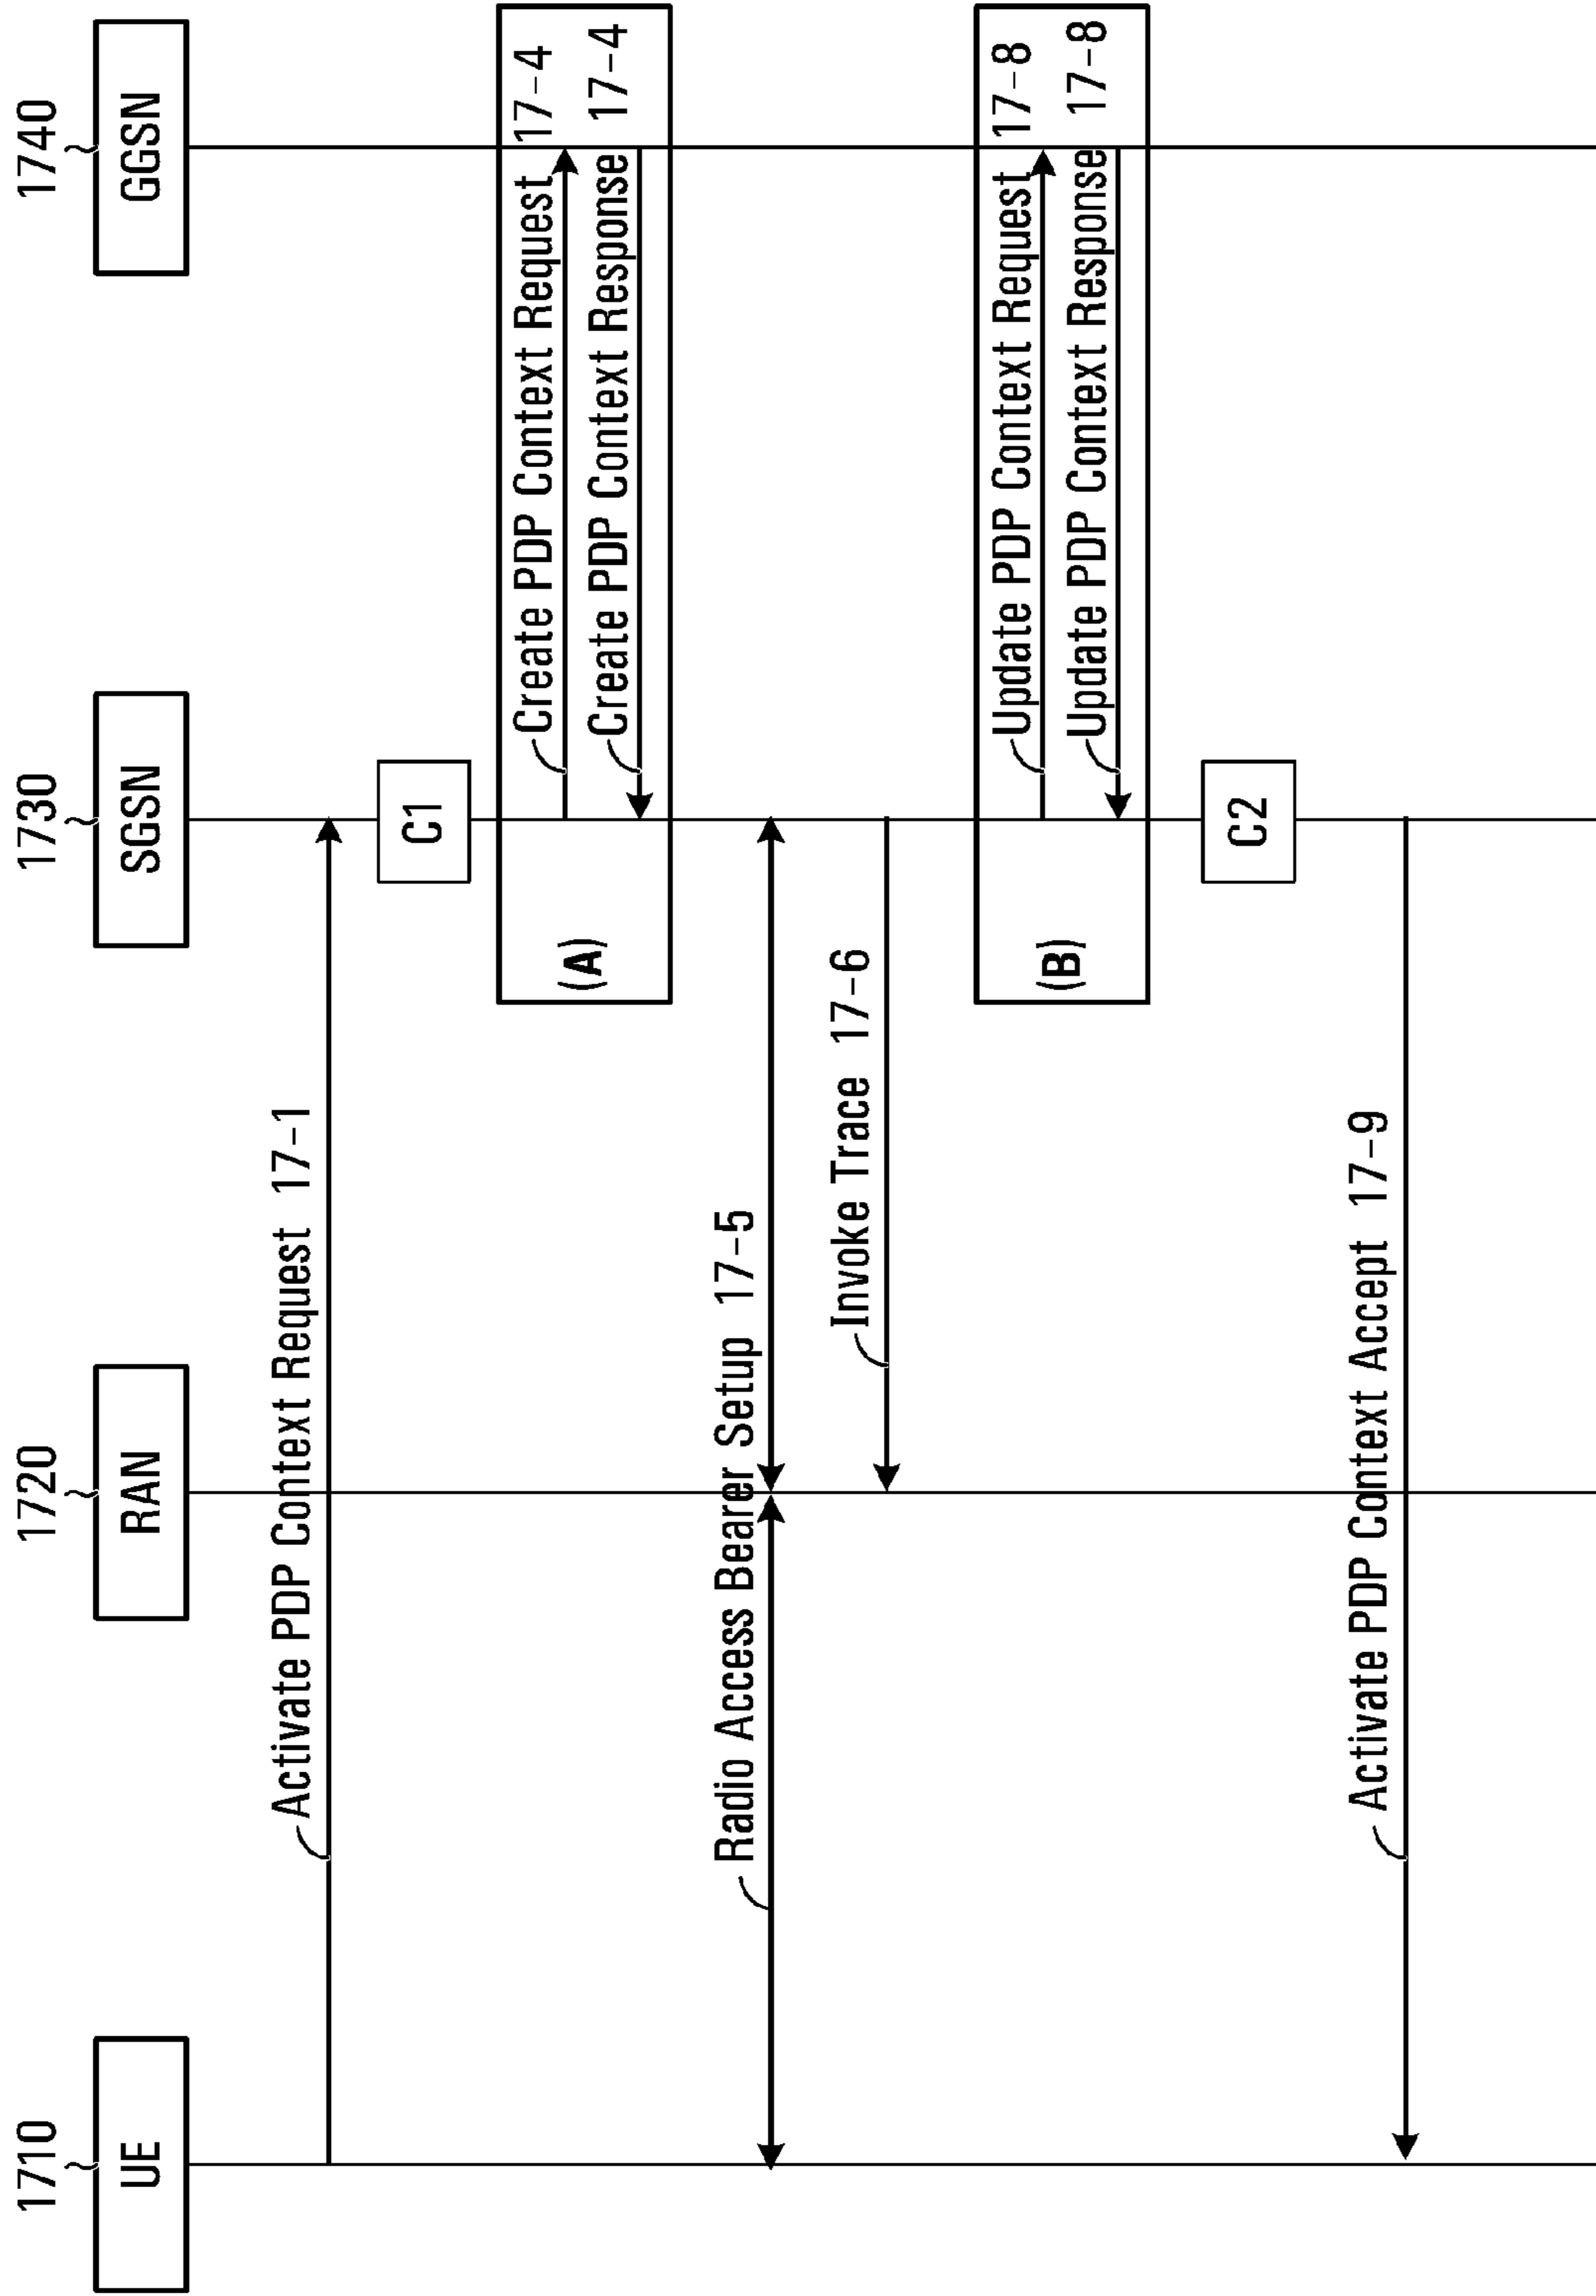 1710
1720
1730
1740
UE
RAN
SGSN
GGSN
Activate PDP Context Request 17-1
C1
(A)
Create PDP Context Request 17-4
Create PDP Context Response 17-4
Radio Access Bearer Setup 17-5
Invoke Trace 17-6
(B)
Update PDP Context Request 17-8
Update PDP Context Response 17-8
C2
Activate PDP Context Accept 17-9